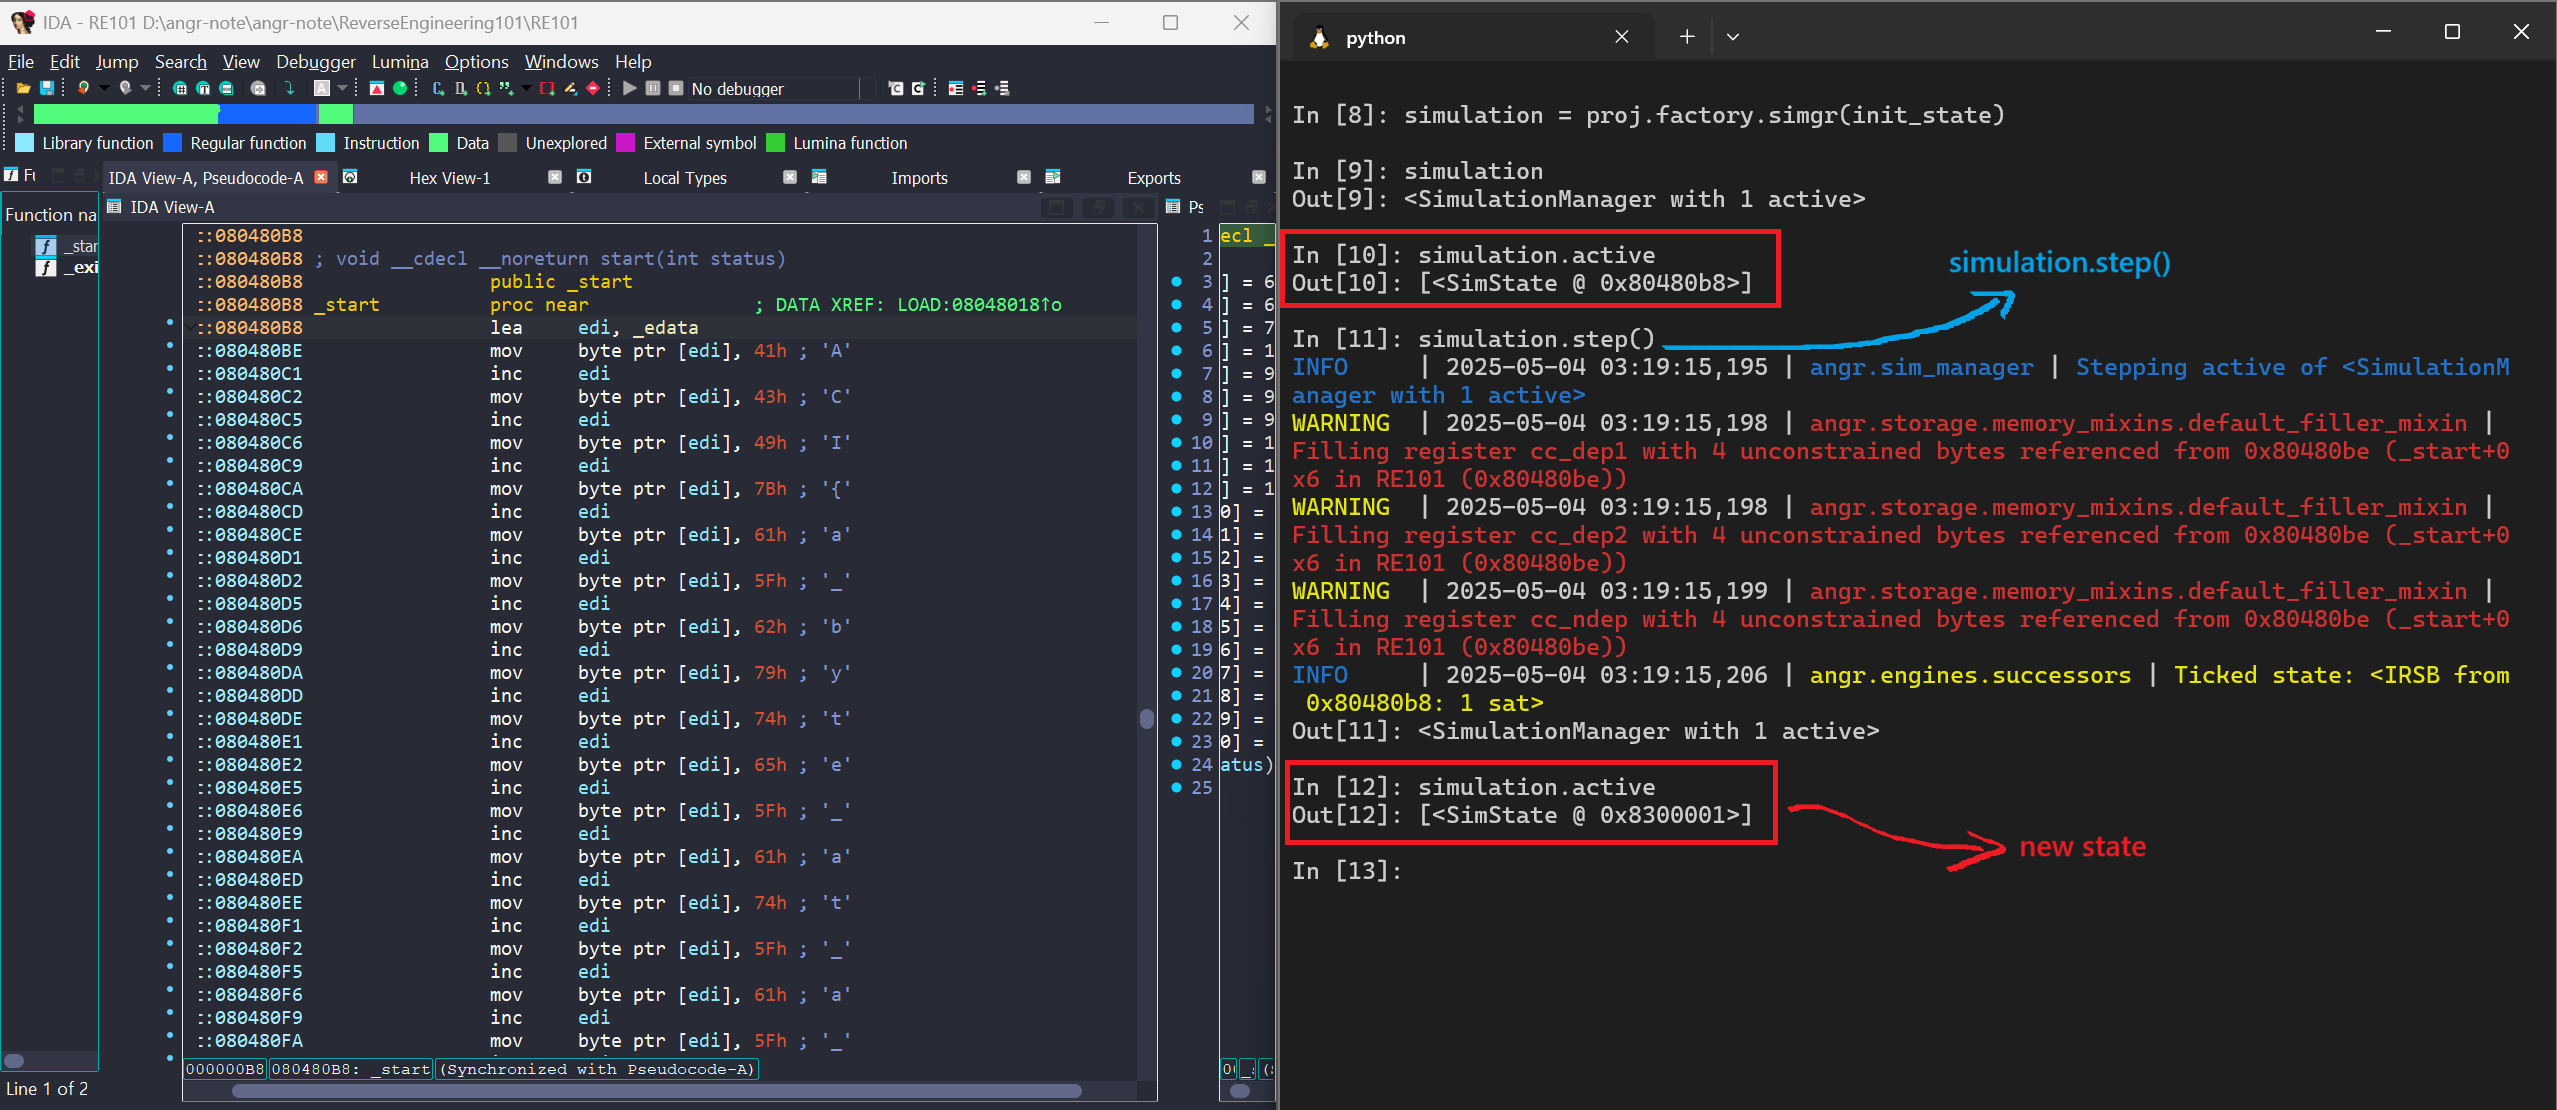 IDA - RE101 D:\angr-note\angr-note\ReverseEngineering101\RE101
File Edit Jump Search View Debugger Lumina Options Windows Help
No debugger
Library function Regular function Instruction Data Unexplored External symbol Lumina function
Fu IDA View-A, Pseudocode-A Hex View-1 Local Types Imports Exports
Function na
_star
_exi
Line 1 of 2
IDA View-A
:080480B8
:080480B8 ; void __cdecl __noreturn start(int status)
:080480B8 public _start
:080480B8 _start proc near ; DATA XREF: LOAD:08048018↑o
:080480B8 lea edi, _edata
:080480BE mov byte ptr [edi], 41h ; 'A'
:080480C1 inc edi
:080480C2 mov byte ptr [edi], 43h ; 'C'
:080480C5 inc edi
:080480C6 mov byte ptr [edi], 49h ; 'I'
:080480C9 inc edi
:080480CA mov byte ptr [edi], 7Bh ; '{'
:080480CD inc edi
:080480CE mov byte ptr [edi], 61h ; 'a'
:080480D1 inc edi
:080480D2 mov byte ptr [edi], 5Fh ; '_'
:080480D5 inc edi
:080480D6 mov byte ptr [edi], 62h ; 'b'
:080480D9 inc edi
:080480DA mov byte ptr [edi], 79h ; 'y'
:080480DD inc edi
:080480DE mov byte ptr [edi], 74h ; 't'
:080480E1 inc edi
:080480E2 mov byte ptr [edi], 65h ; 'e'
:080480E5 inc edi
:080480E6 mov byte ptr [edi], 5Fh ; '_'
:080480E9 inc edi
:080480EA mov byte ptr [edi], 61h ; 'a'
:080480ED inc edi
:080480EE mov byte ptr [edi], 74h ; 't'
:080480F1 inc edi
:080480F2 mov byte ptr [edi], 5Fh ; '_'
:080480F5 inc edi
:080480F6 mov byte ptr [edi], 61h ; 'a'
:080480F9 inc edi
:080480FA mov byte ptr [edi], 5Fh ; '_'
000000B8 080480B8: _start (Synchronized with Pseudocode-A)
Ps
1 ecl _
2
3 ] = 6
4 ] = 6
5 ] = 7
6 ] = 1
7 ] = 9
8 ] = 9
9 ] = 9
10 ] = 1
11 ] = 1
12 ] = 1
13 0] =
14 1] =
15 2] =
16 3] =
17 4] =
18 5] =
19 6] =
20 7] =
21 8] =
22 9] =
23 0] =
24 atus)
25
python
In [8]: simulation = proj.factory.simgr(init_state)
In [9]: simulation
Out[9]: <SimulationManager with 1 active>
In [10]: simulation.active
Out[10]: [<SimState @ 0x80480b8>]
simulation.step()
In [11]: simulation.step()
INFO | 2025-05-04 03:19:15,195 | angr.sim_manager | Stepping active of <SimulationM
anager with 1 active>
WARNING | 2025-05-04 03:19:15,198 | angr.storage.memory_mixins.default_filler_mixin |
Filling register cc_dep1 with 4 unconstrained bytes referenced from 0x80480be (_start+0
x6 in RE101 (0x80480be))
WARNING | 2025-05-04 03:19:15,198 | angr.storage.memory_mixins.default_filler_mixin |
Filling register cc_dep2 with 4 unconstrained bytes referenced from 0x80480be (_start+0
x6 in RE101 (0x80480be))
WARNING | 2025-05-04 03:19:15,199 | angr.storage.memory_mixins.default_filler_mixin |
Filling register cc_ndep with 4 unconstrained bytes referenced from 0x80480be (_start+0
x6 in RE101 (0x80480be))
INFO | 2025-05-04 03:19:15,206 | angr.engines.successors | Ticked state: <IRSB from
0x80480b8: 1 sat>
Out[11]: <SimulationManager with 1 active>
In [12]: simulation.active
Out[12]: [<SimState @ 0x8300001>]
new state
In [13]: